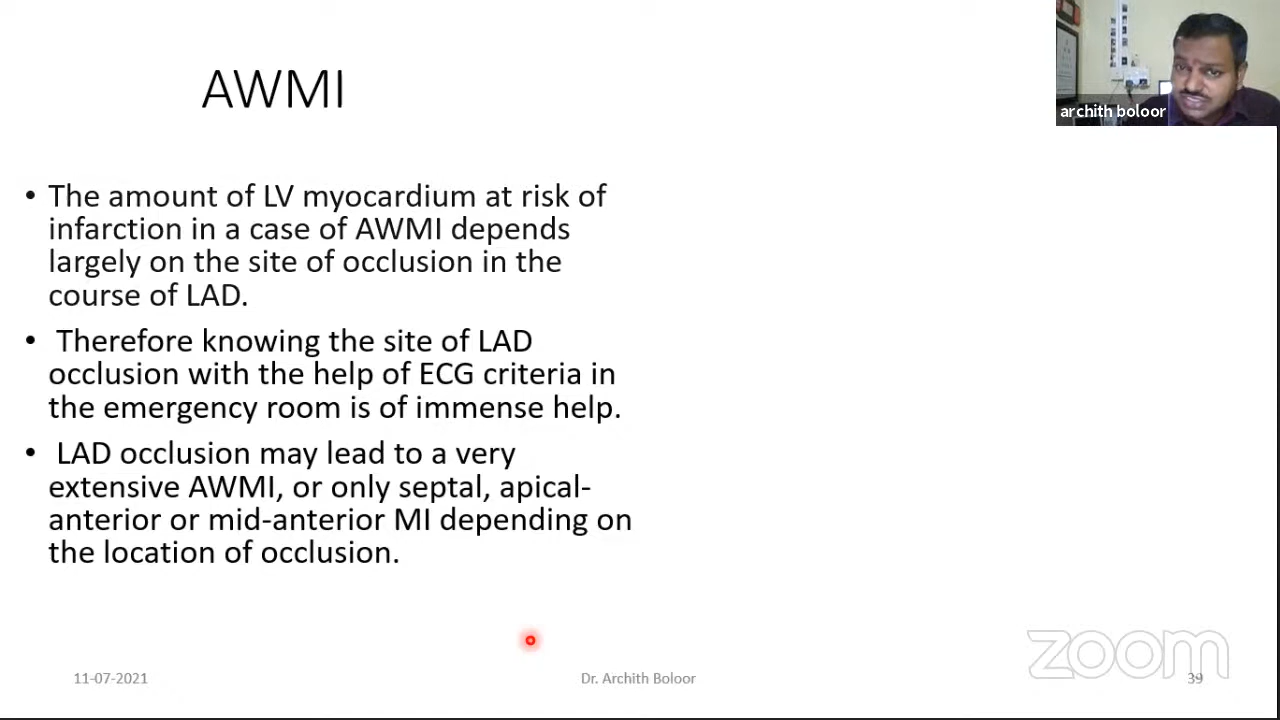 AWMI
archith boloor
• The amount of LV myocardium at risk of
infarction in a case of AWMI depends
largely on the site of occlusion in the
course of LAD.
• Therefore knowing the site of LAD
occlusion with the help of ECG criteria in
the emergency room is of immense help.
• LAD occlusion may lead to a very
extensive AWMI, or only septal, apical-
anterior or mid-anterior MI depending on
the location of occlusion.
zoom
11-07-2021
Dr. Archith Boloor
39